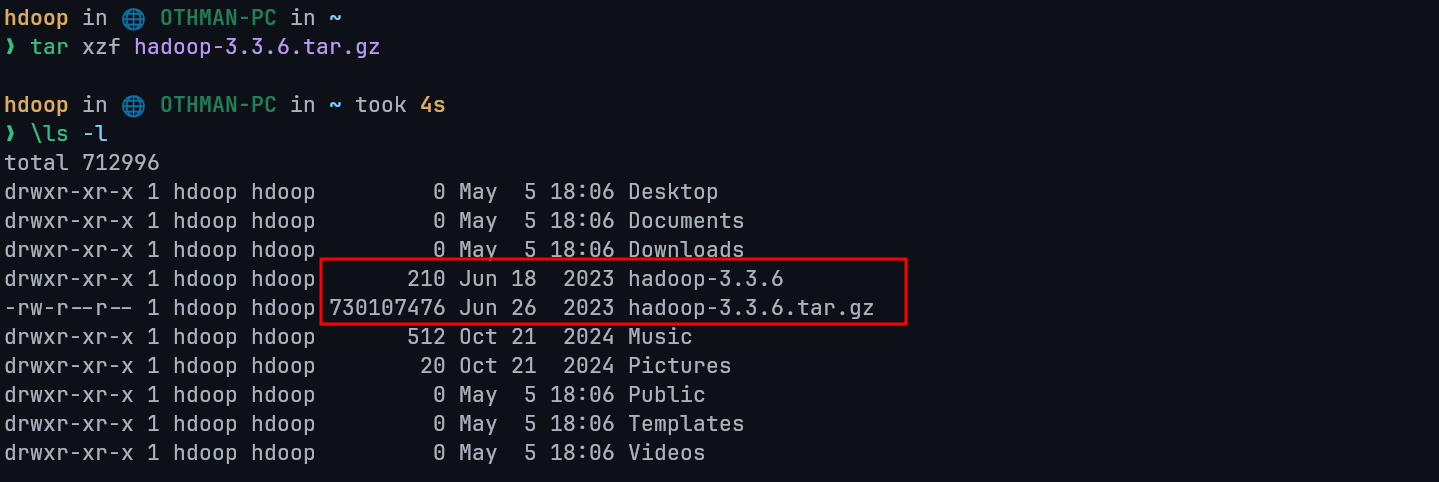 hdoop in 🌐 OTHMAN-PC in ~
❱ tar xzf hadoop-3.3.6.tar.gz
hdoop in 🌐 OTHMAN-PC in ~ took 4s
❱ \ls -l
total 712996
drwxr-xr-x 1 hdoop hdoop         0 May  5 18:06 Desktop
drwxr-xr-x 1 hdoop hdoop         0 May  5 18:06 Documents
drwxr-xr-x 1 hdoop hdoop         0 May  5 18:06 Downloads
drwxr-xr-x 1 hdoop hdoop       210 Jun 18  2023 hadoop-3.3.6
-rw-r--r-- 1 hdoop hdoop 730107476 Jun 26  2023 hadoop-3.3.6.tar.gz
drwxr-xr-x 1 hdoop hdoop       512 Oct 21  2024 Music
drwxr-xr-x 1 hdoop hdoop        20 Oct 21  2024 Pictures
drwxr-xr-x 1 hdoop hdoop         0 May  5 18:06 Public
drwxr-xr-x 1 hdoop hdoop         0 May  5 18:06 Templates
drwxr-xr-x 1 hdoop hdoop         0 May  5 18:06 Videos